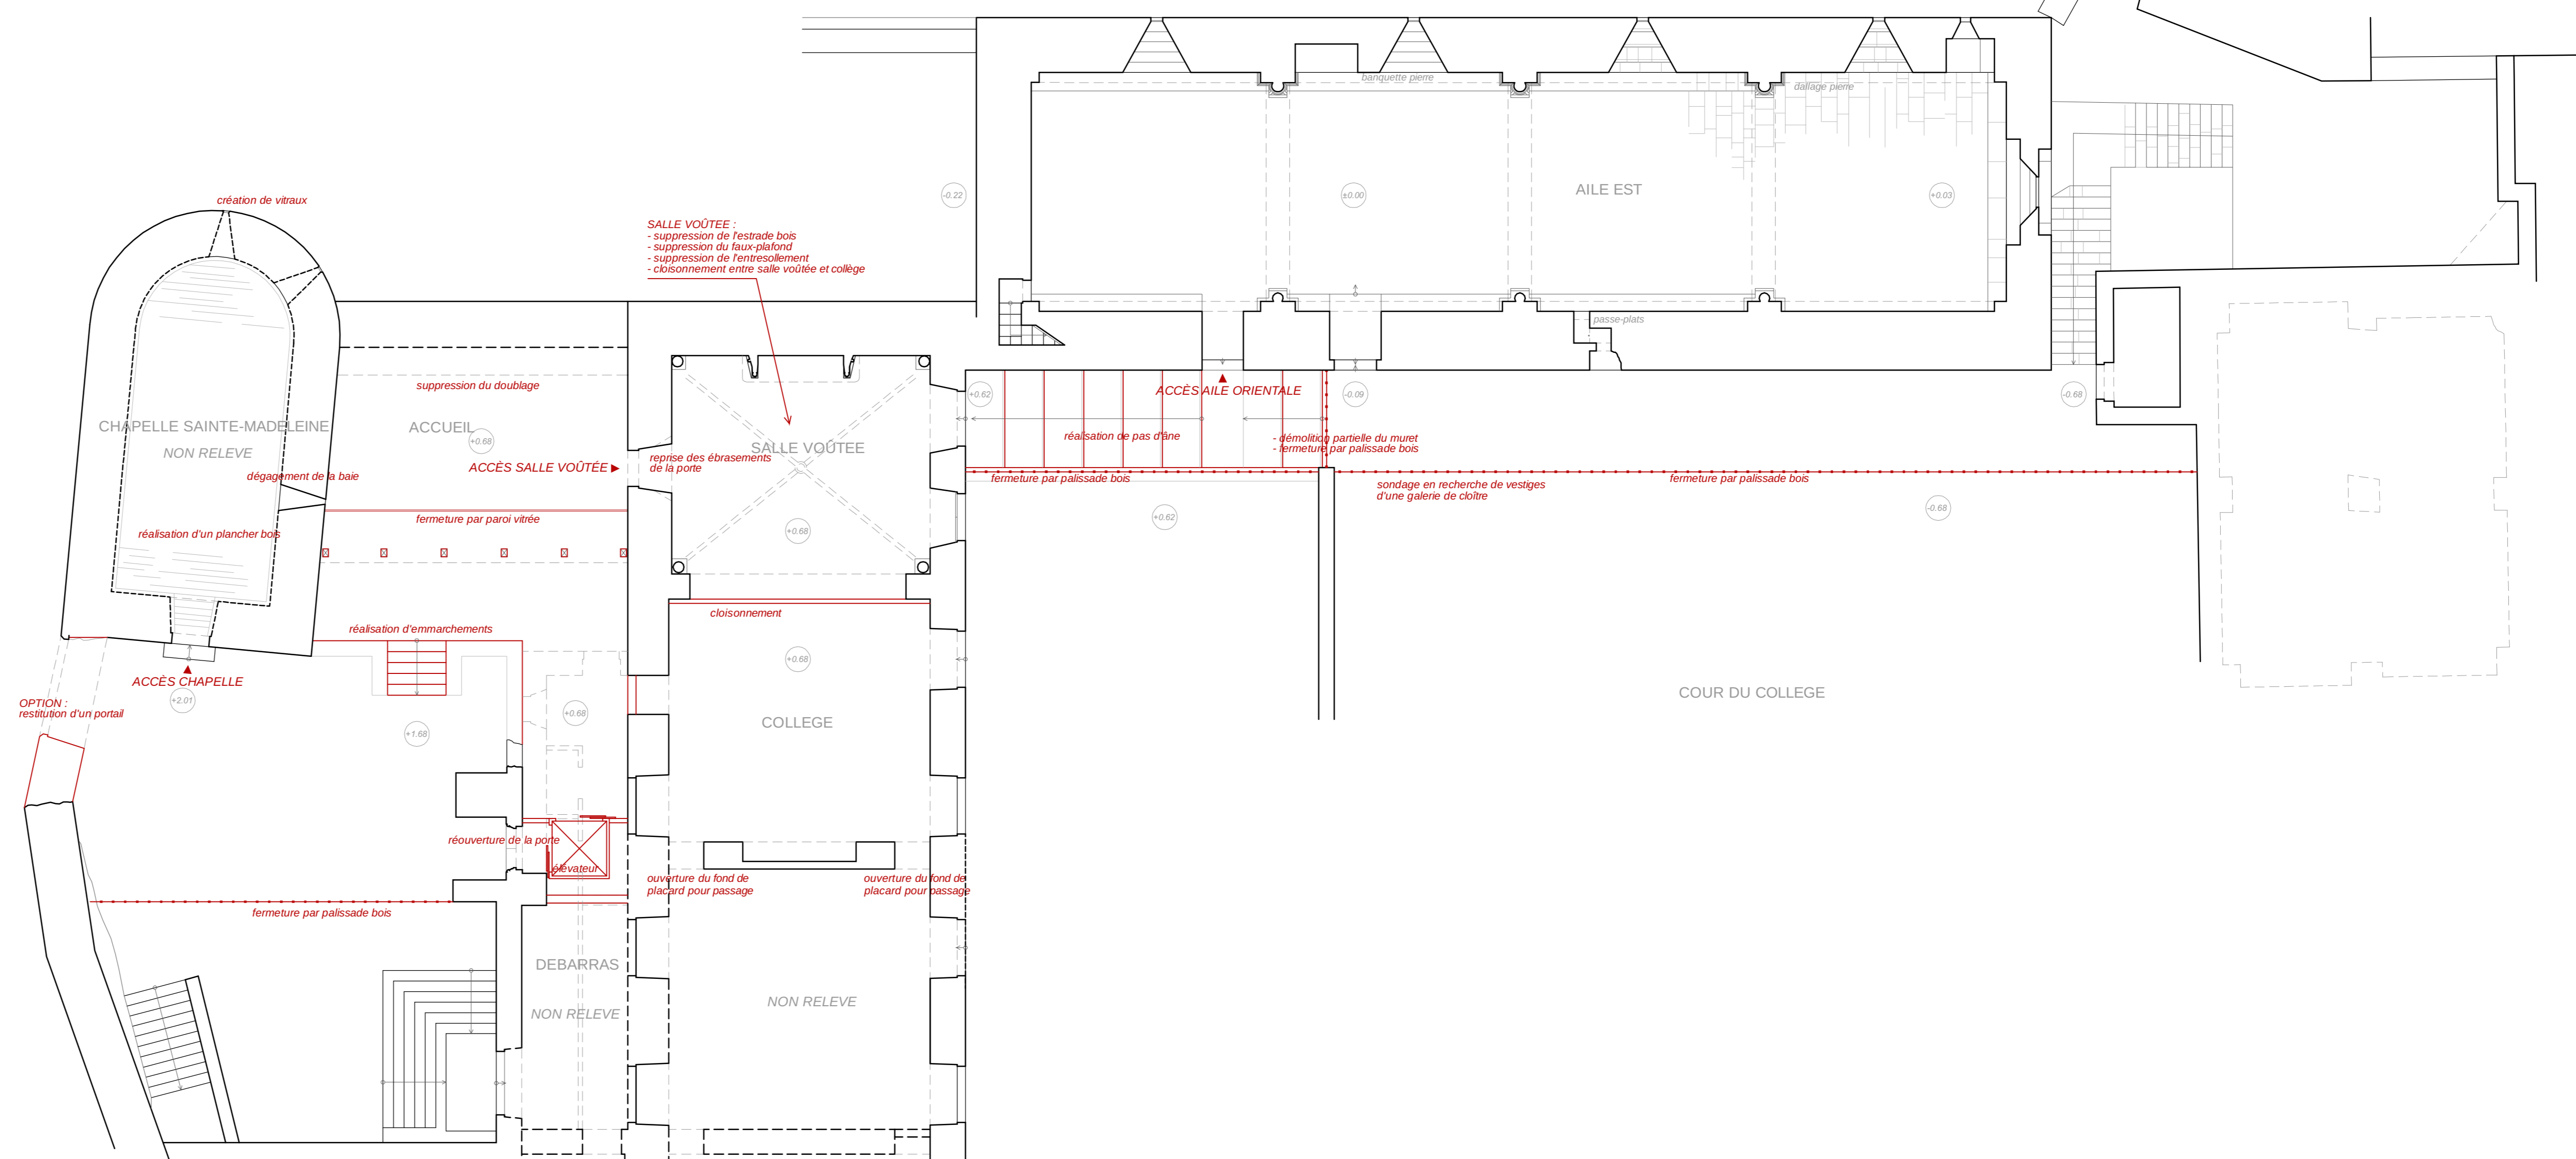 banquette pierre
dallage pierre
création de vitraux
-0.22
±0.00
AILE EST
+0.03
SALLE VOÛTEE :
- suppression de l'estrade bois
- suppression du faux-plafond
- suppression de l'entresollement
- cloisonnement entre salle voûtée et collège
passe-plats
suppression du doublage
+0.62
ACCÈS AILE ORIENTALE
-0.09
-0.68
CHAPELLE SAINTE-MADELEINE
NON RELEVE
ACCUEIL
+0.68
SALLE VOÛTEE
réalisation de pas d'âne
- démolition partielle du muret
- fermeture par palissade bois
ACCÈS SALLE VOÛTÉE
reprise des ébrasements
de la porte
dégagement de la baie
fermeture par palissade bois
sondage en recherche de vestiges
d'une galerie de cloître
fermeture par palissade bois
-0.68
fermeture par paroi vitrée
+0.62
+0.68
réalisation d'un plancher bois
cloisonnement
réalisation d'emmarchements
+0.68
ACCÈS CHAPELLE
+2.01
OPTION :
restitution d'un portail
+0.68
+1.68
COLLEGE
COUR DU COLLEGE
réouverture de la porte
élévateur
ouverture du fond de
placard pour passage
ouverture du fond de
placard pour passage
fermeture par palissade bois
DEBARRAS
NON RELEVE
NON RELEVE